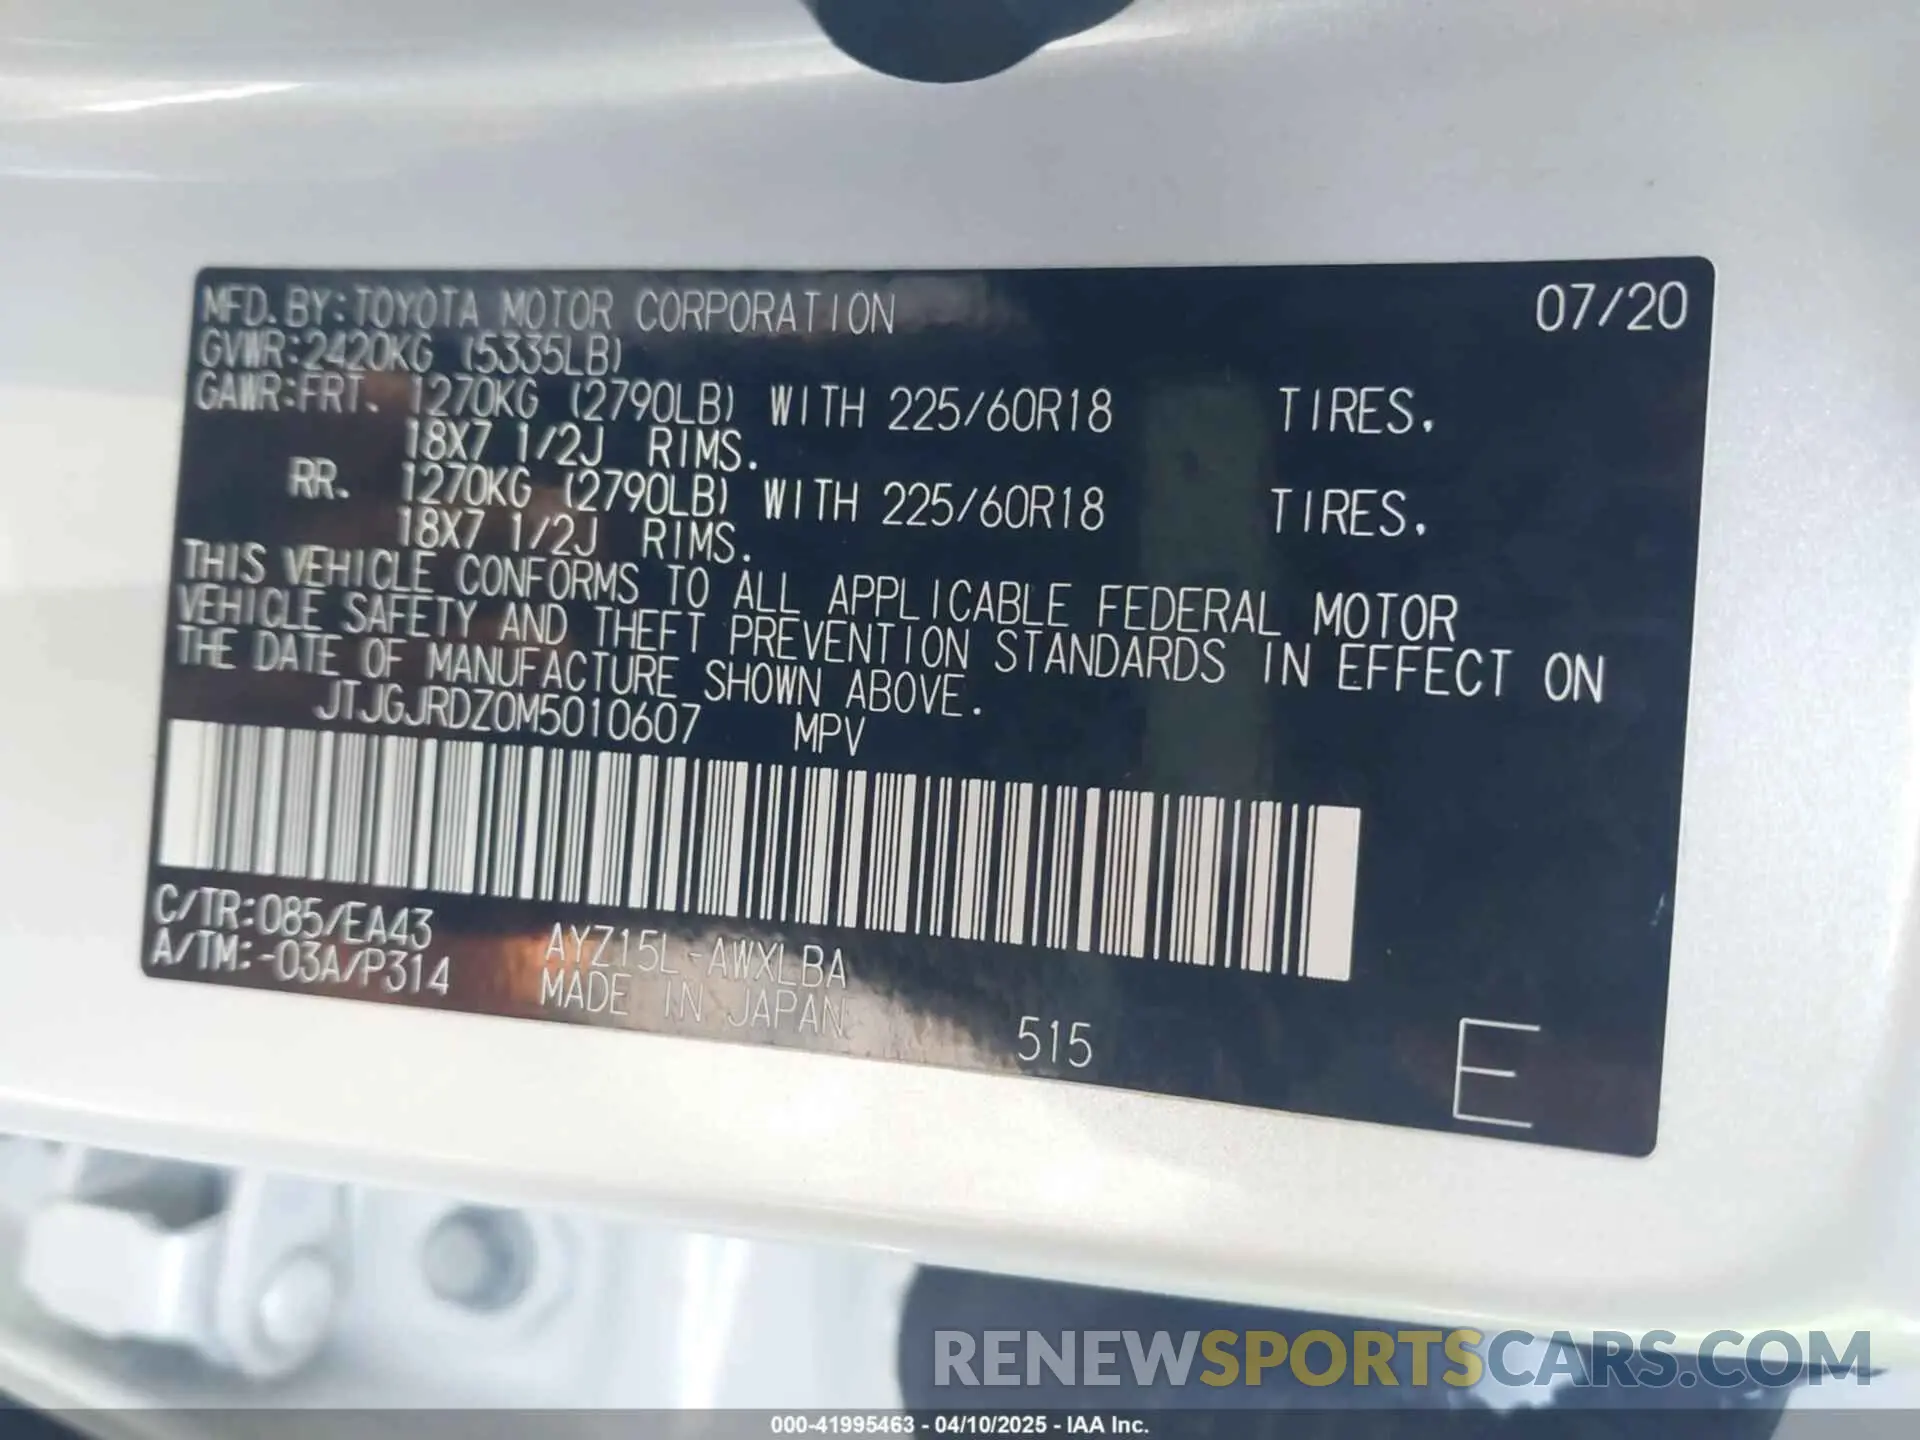 MFD. BY: TOYOTA MOTOR CORPORATION 07/20
GVWR: 2420KG (5335LB)
GAWR: FRT. 1270KG (2790LB) WITH 225/60R18 TIRES.
18X7 1/2J RIMS.
RR. 1270KG (2790LB) WITH 225/60R18 TIRES.
18X7 1/2J RIMS.
THIS VEHICLE CONFORMS TO ALL APPLICABLE FEDERAL MOTOR
VEHICLE SAFETY AND THEFT PREVENTION STANDARDS IN EFFECT ON
THE DATE OF MANUFACTURE SHOWN ABOVE.
JTJGJRDZ0M5010607 MPV
C/TR: 085/EA43 AYZ15L-AWXLBA
A/TM: -03A/P314 MADE IN JAPAN
515 E
RENEWSPORTSCARS.COM
000-41995463 - 04/10/2025 - IAA Inc.